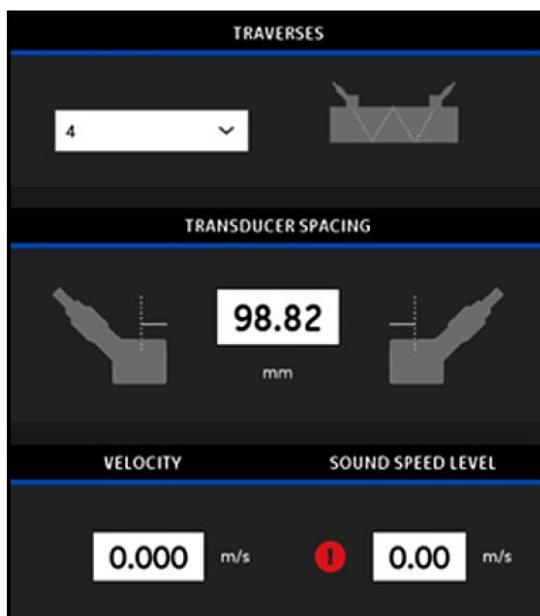 TRAVERSES
4
TRANSDUCER SPACING
98.82
mm
VELOCITY SOUND SPEED LEVEL
0.000 m/s ! 0.00 m/s